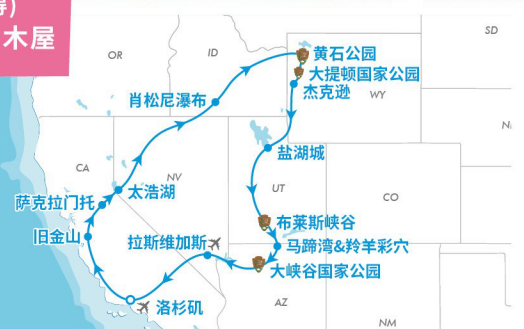 得)
木屋
OR
ID
SD
黄石公园
大提顿国家公园
杰克逊
WY
肖松尼瀑布
盐湖城
CA
NV
太浩湖
UT
CO
萨克拉门托
布莱斯峡谷
旧金山
拉斯维加斯
马蹄湾&羚羊彩穴
大峡谷国家公园
洛杉矶
AZ
NM